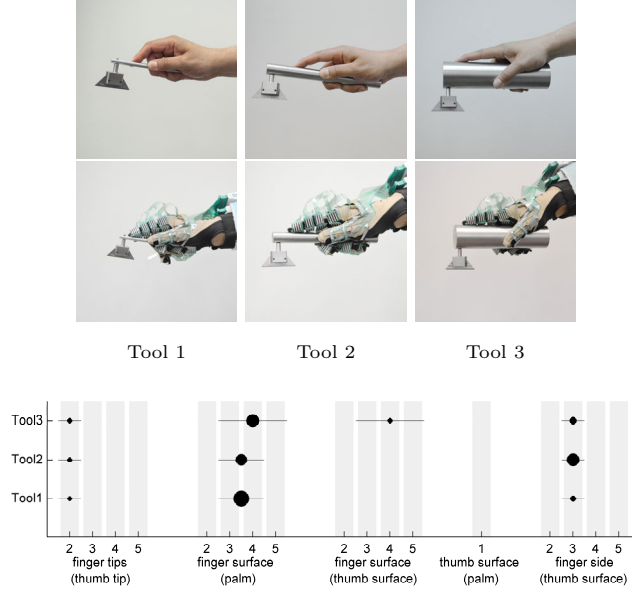 Tool 1 Tool 2 Tool 3
Tool3
Tool2
Tool1
2 3 4 5 2 3 4 5 2 3 4 5 1 2 3 4 5
finger tips finger surface finger surface thumb surface finger side
(thumb tip) (palm) (thumb surface) (palm) (thumb surface)